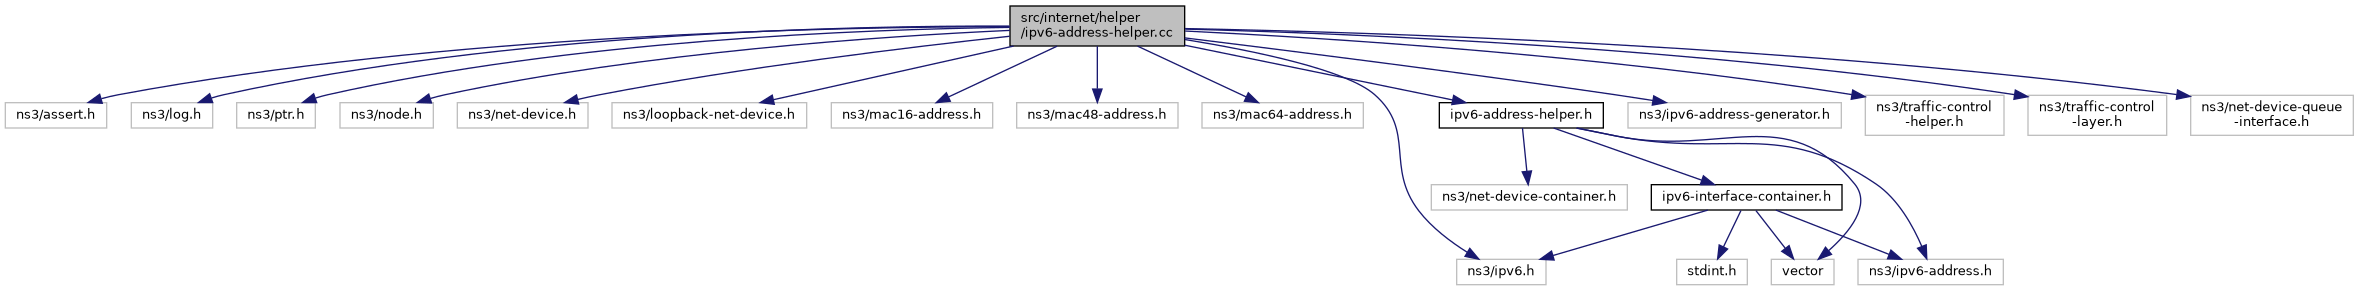 src/internet/helper
/ipv6-address-helper.cc
ns3/assert.h
ns3/log.h
ns3/ptr.h
ns3/node.h
ns3/net-device.h
ns3/loopback-net-device.h
ns3/mac16-address.h
ns3/mac48-address.h
ns3/mac64-address.h
ipv6-address-helper.h
ns3/ipv6-address-generator.h
ns3/traffic-control
-helper.h
ns3/traffic-control
-layer.h
ns3/net-device-queue
-interface.h
ns3/net-device-container.h
ipv6-interface-container.h
ns3/ipv6.h
stdint.h
vector
ns3/ipv6-address.h